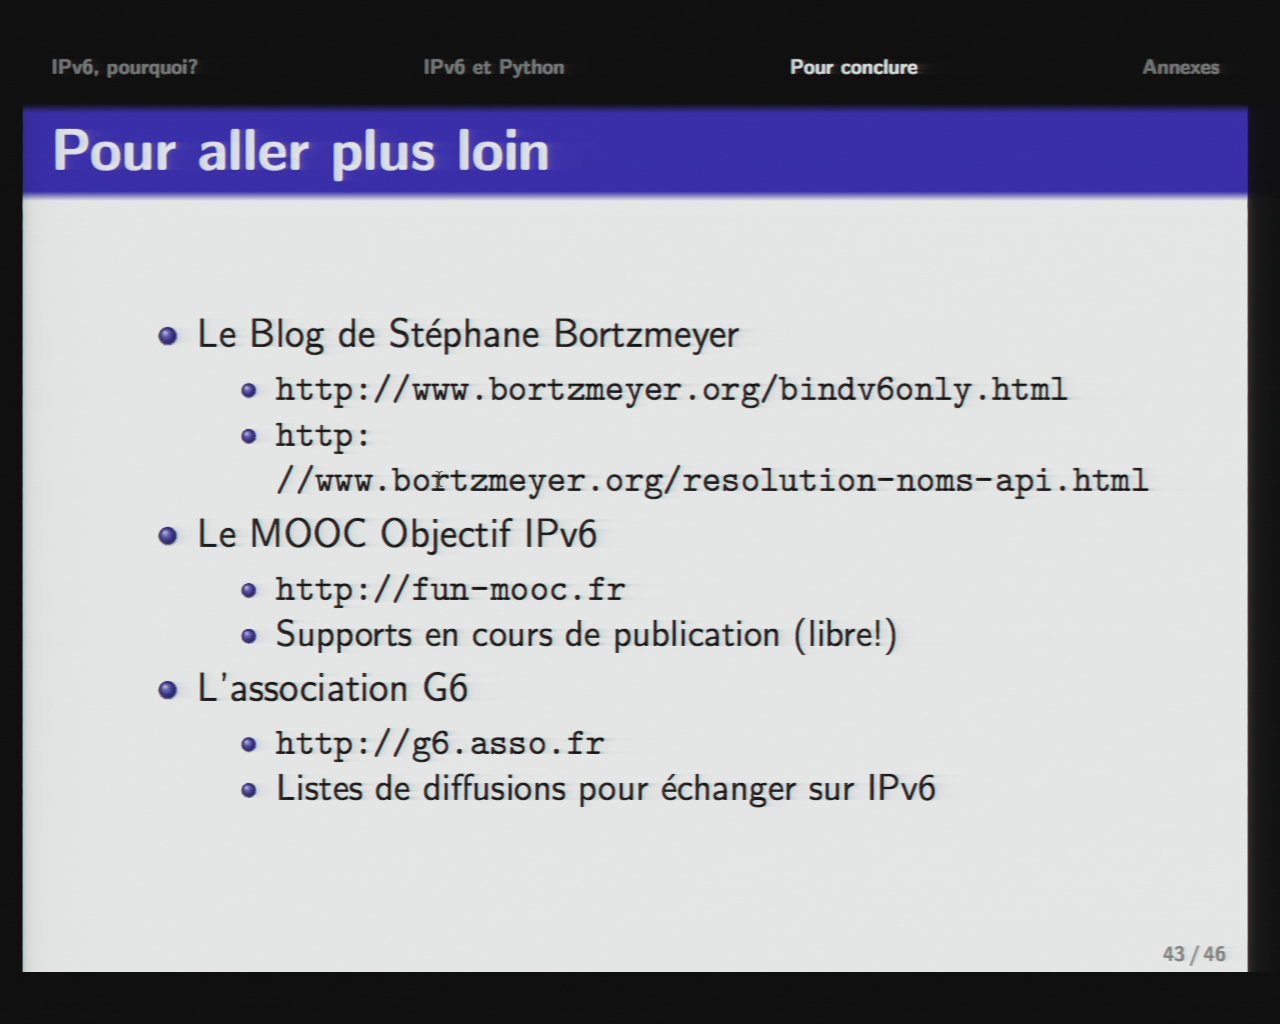 IPv6, pourquoi? IPv6 et Python Pour conclure Annexes
Pour aller plus loin
Le Blog de Stéphane Bortzmeyer
http://www.bortzmeyer.org/bindv6only.html
http:
//www.bortzmeyer.org/resolution-noms-api.html
Le MOOC Objectif IPv6
http://fun-mooc.fr
Supports en cours de publication (libre!)
L'association G6
http://g6.asso.fr
Listes de diffusions pour échanger sur IPv6
43 / 46